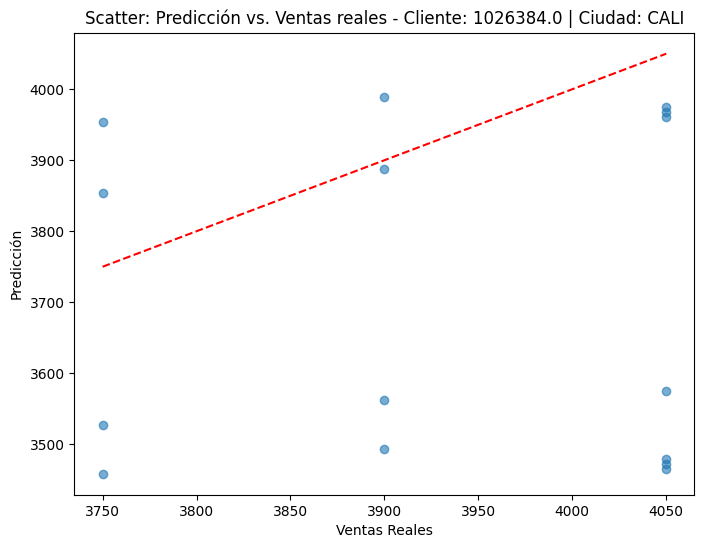 Scatter: Predicción vs. Ventas reales - Cliente: 1026384.0 | Ciudad: CALI
4000
3900
3800
3700
3600
3500
Predicción
3750 3800 3850 3900 3950 4000 4050
Ventas Reales